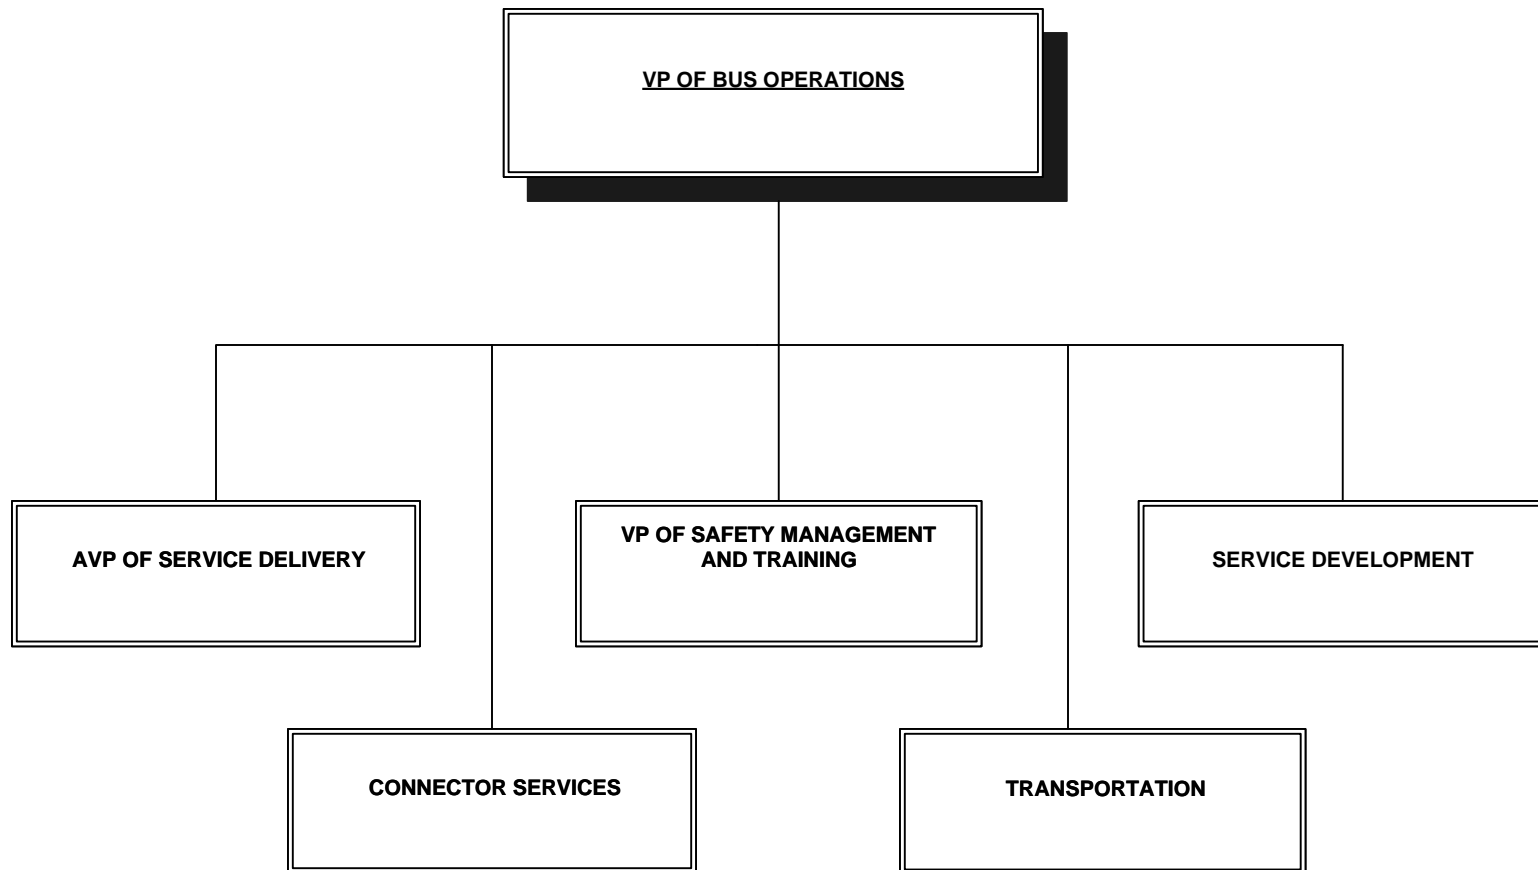 VP OF BUS OPERATIONS
AVP OF SERVICE DELIVERY
VP OF SAFETY MANAGEMENT
AND TRAINING
SERVICE DEVELOPMENT
CONNECTOR SERVICES
TRANSPORTATION